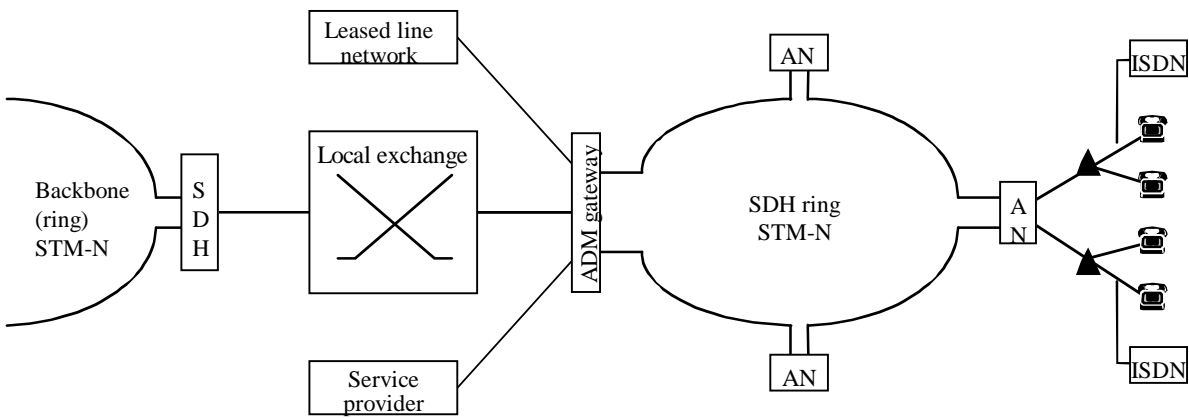 Leased line
network
AN
ISDN
Local exchange
Backbone
(ring)
STM-N
S
D
H
ADM gateway
SDH ring
STM-N
A
N
Service
provider
AN
ISDN